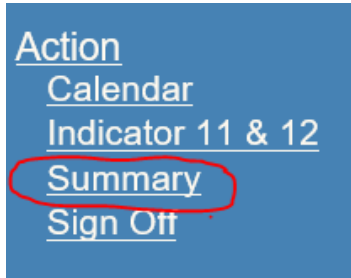 Action
Calendar
Indicator 11 & 12
Summary
Sign Off